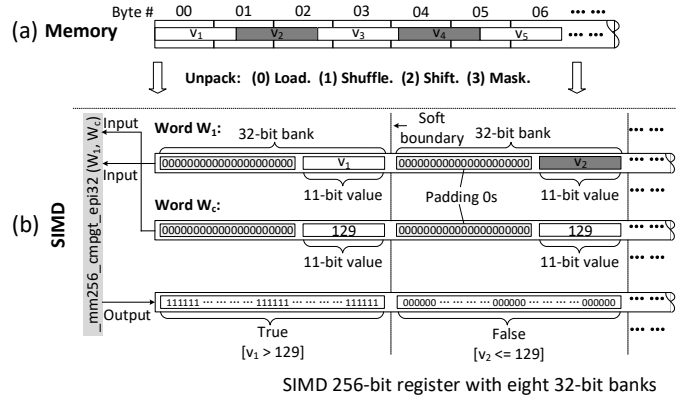 Byte # 00 01 02 03 04 05 06 ··· ···
(a) Memory v1 v2 v3 v4 v5 ··· ···
Unpack: (0) Load. (1) Shuffle. (2) Shift. (3) Mask.
(b) SIMD
_mm256_cmpgt_epi32 (W1, Wc)
Input
Input
Output
Word W1:
32-bit bank
Soft boundary
32-bit bank
··· ···
000000000000000000000 v1 000000000000000000000 v2 ··· ···
11-bit value
Padding 0s
11-bit value
··· ···
Word Wc:
··· ···
000000000000000000000 129 000000000000000000000 129 ··· ···
11-bit value
11-bit value
··· ···
111111 ··· ··· ··· ··· 111111 ··· ··· ··· ··· 111111 000000 ··· ··· ··· ··· 000000 ··· ··· ··· ··· 000000 ··· ···
True
False
··· ···
[v1 > 129]
[v2 <= 129]
SIMD 256-bit register with eight 32-bit banks